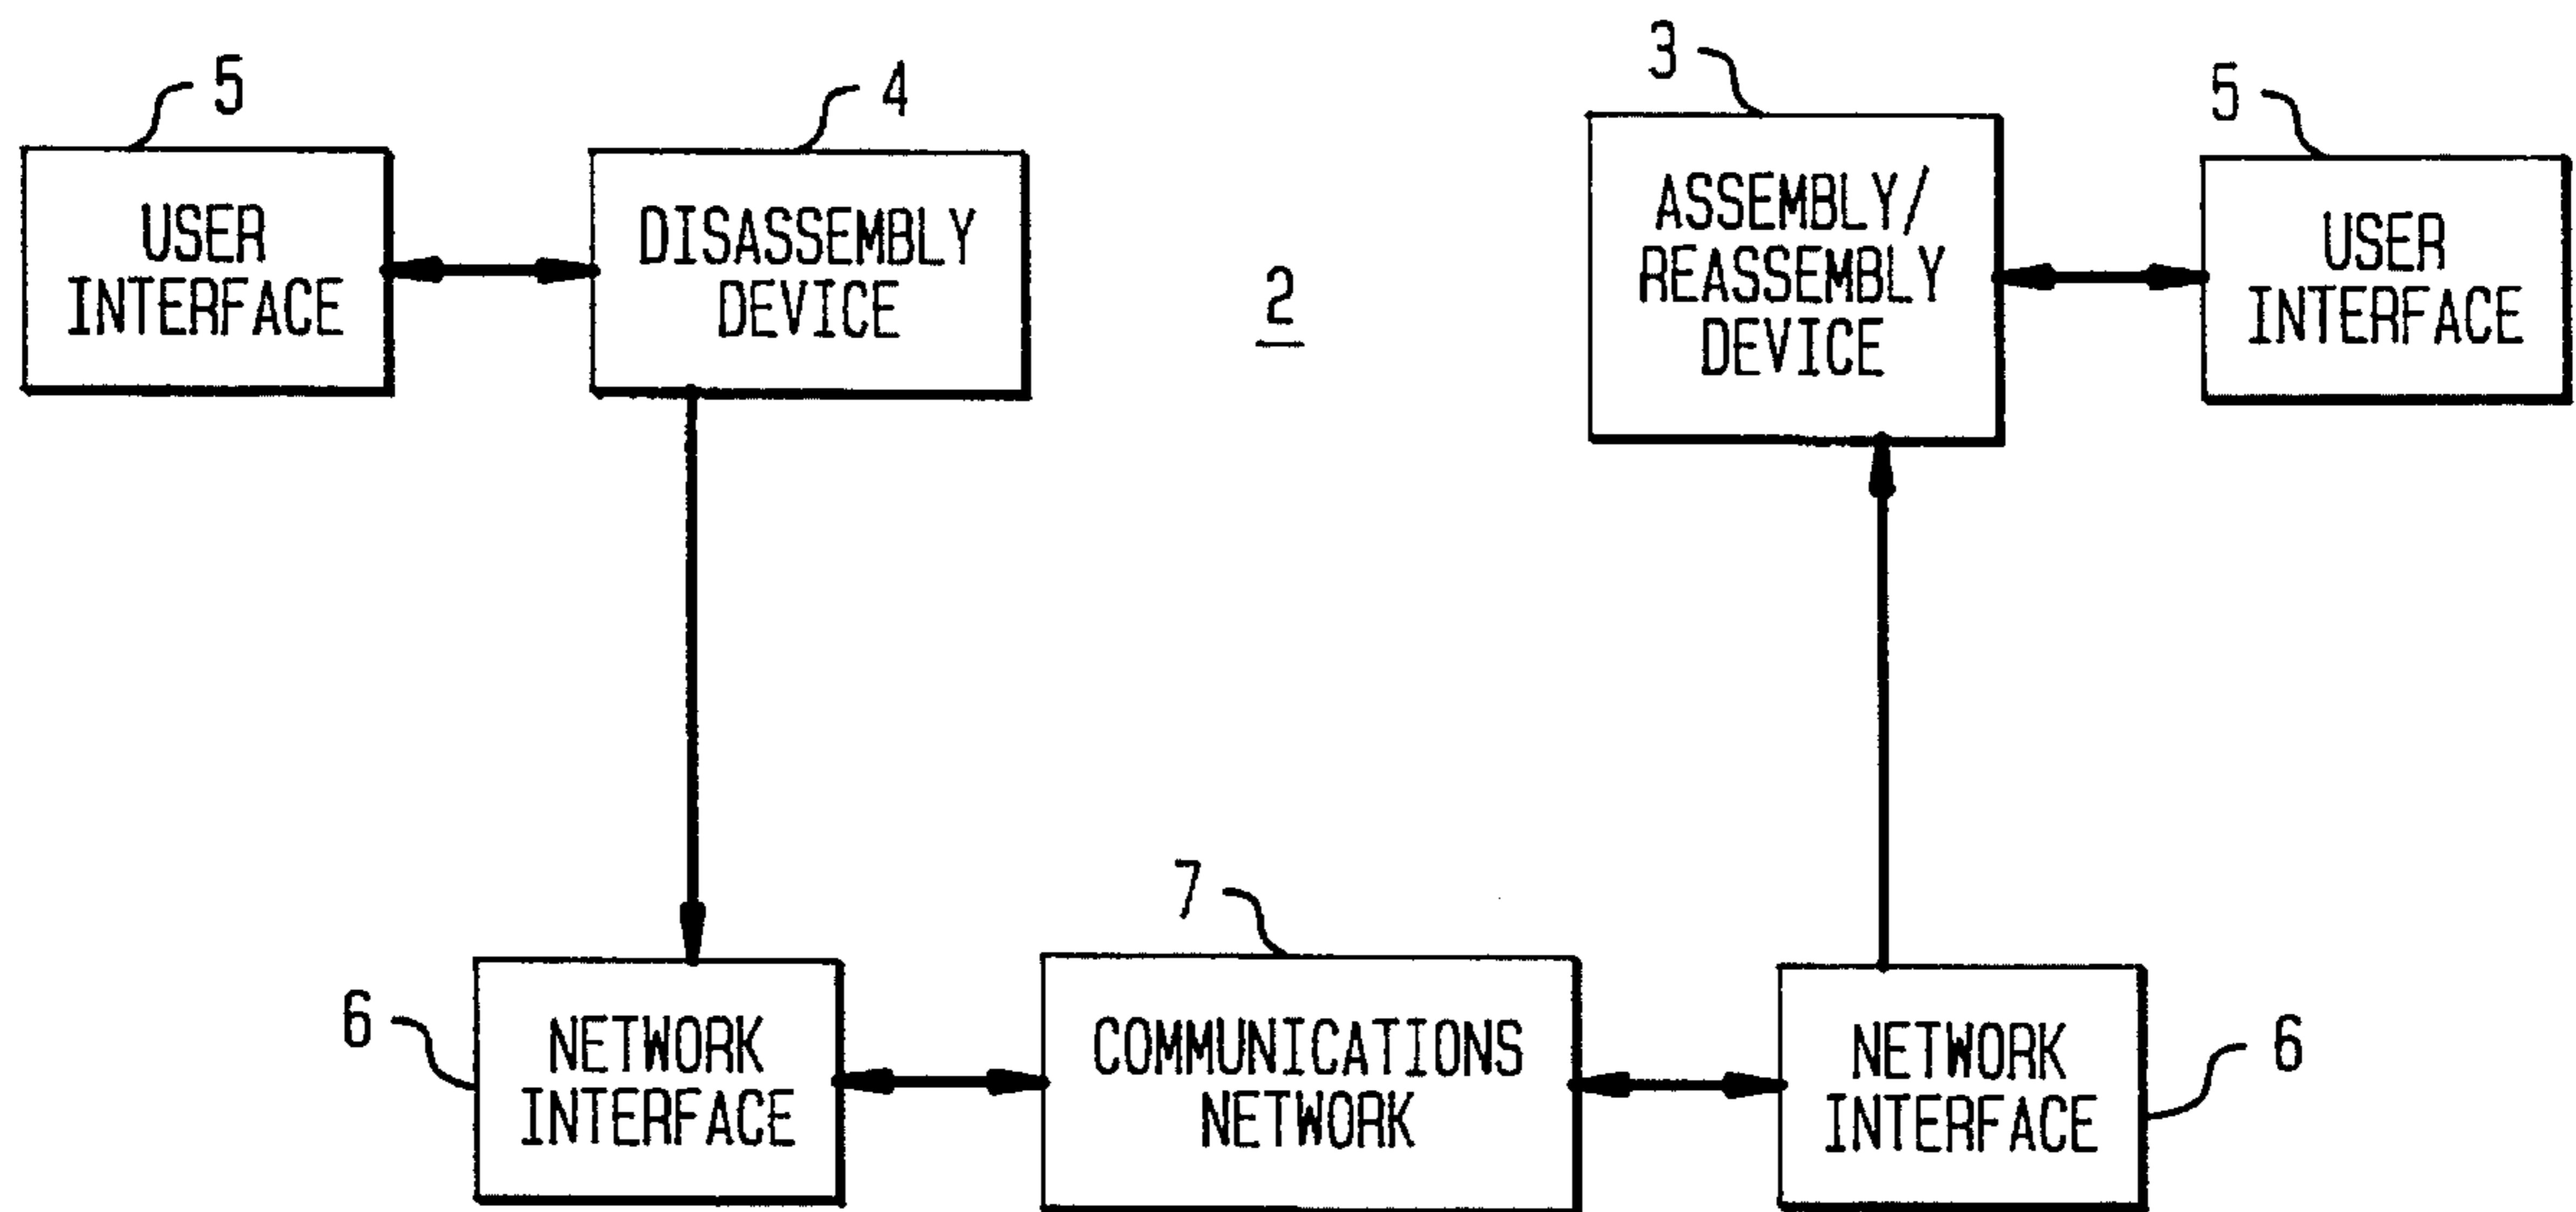 5
4
3
5
USER
INTERFACE
DISASSEMBLY
DEVICE
2
ASSEMBLY/
REASSEMBLY
DEVICE
USER
INTERFACE
7
6
NETWORK
INTERFACE
COMMUNICATIONS
NETWORK
NETWORK
INTERFACE
6